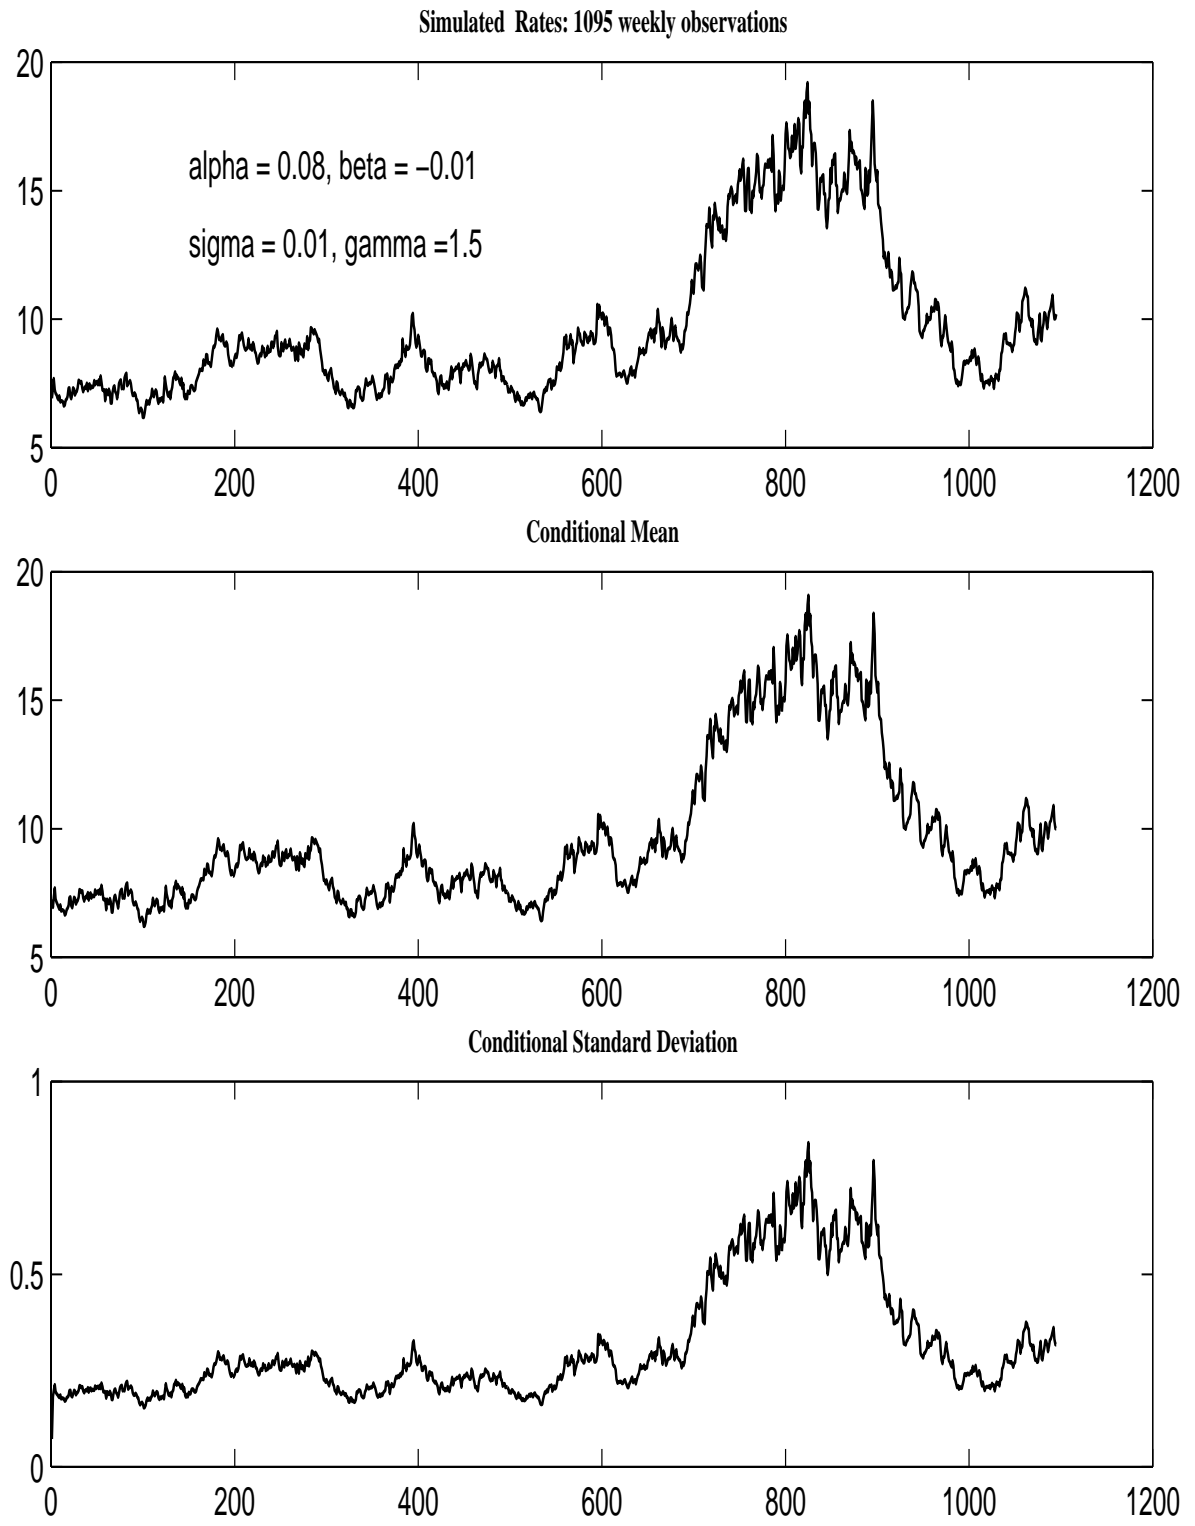 Simulated Rates: 1095 weekly observations
20
15
10
5
alpha = 0.08, beta = −0.01
sigma = 0.01, gamma =1.5
0 200 400 600 800 1000 1200
Conditional Mean
20
15
10
5
0 200 400 600 800 1000 1200
Conditional Standard Deviation
1
0.5
0
0 200 400 600 800 1000 1200